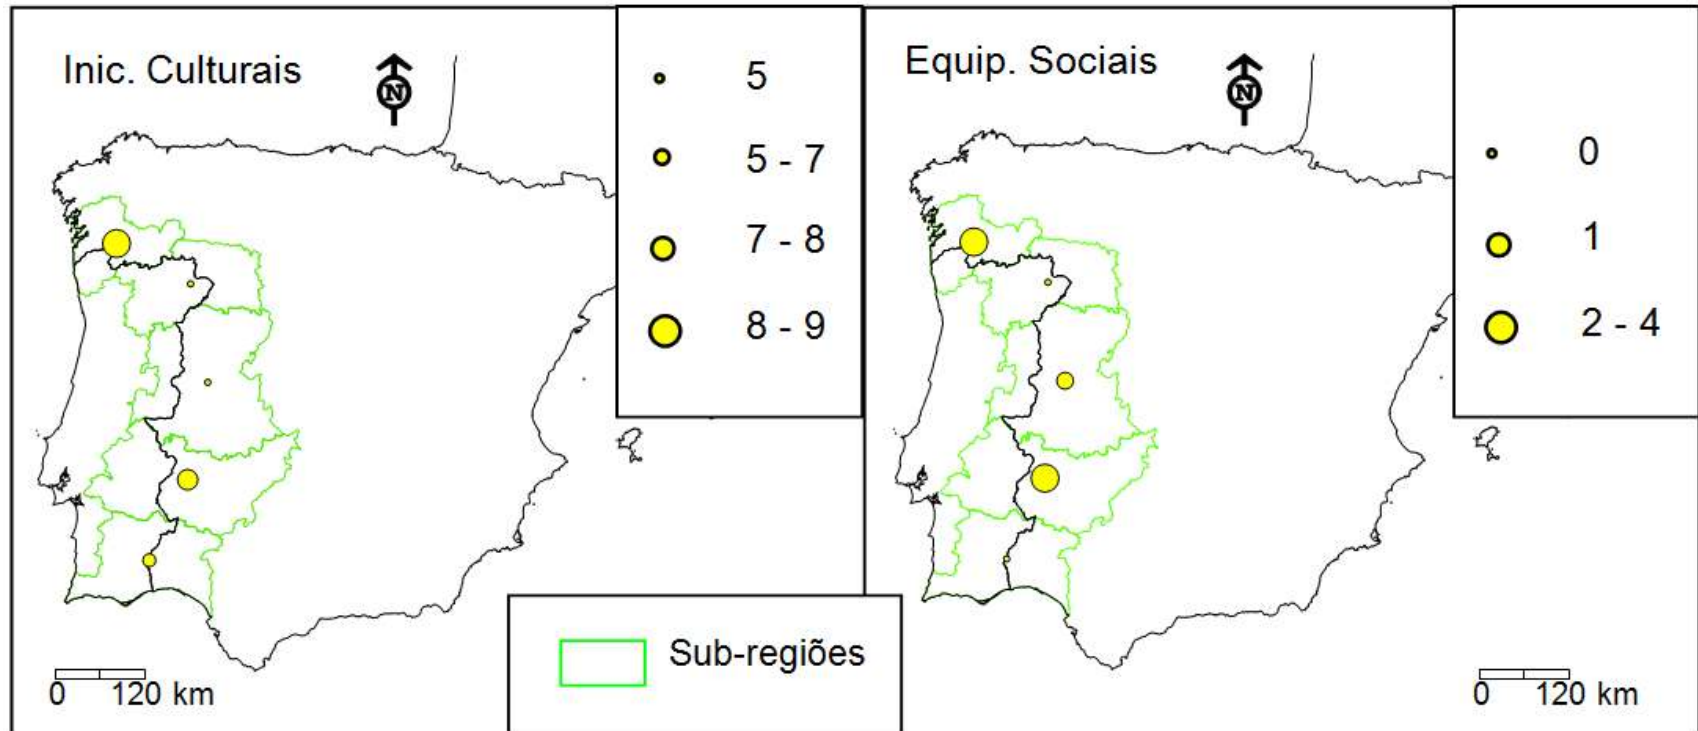 Inic. Culturais
N
5
5 - 7
7 - 8
8 - 9
0 120 km
Sub-regiões
Equip. Sociais
N
0
1
2 - 4
0 120 km